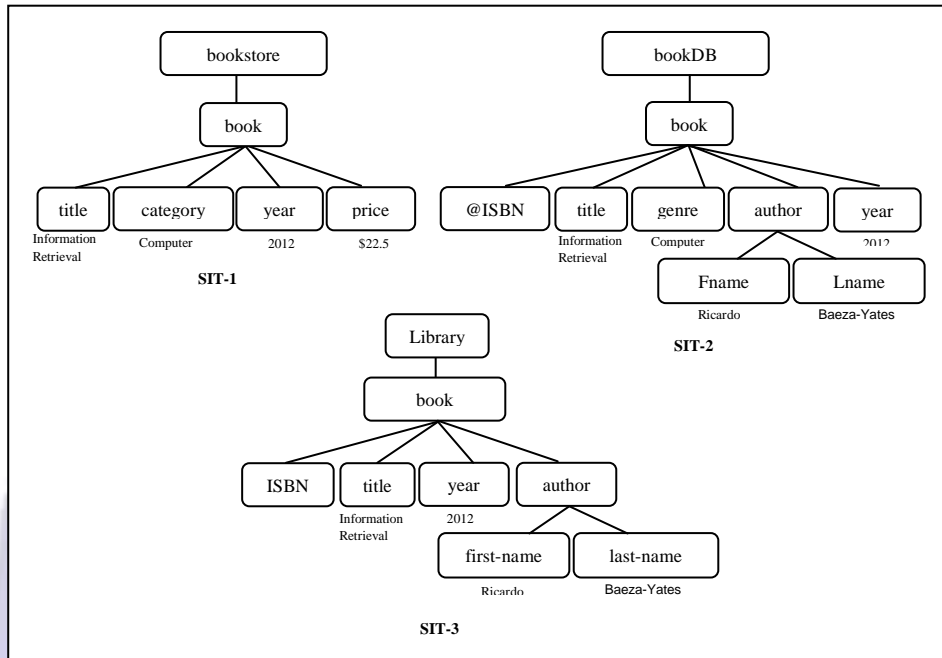 bookstore
book
title category year price
Information
Retrieval
Computer 2012 $22.5
SIT-1
bookDB
book
@ISBN title genre author year
Information
Retrieval
Computer 2012
Fname Lname
Ricardo Baeza-Yates
SIT-2
Library
book
ISBN title year author
Information
Retrieval
2012
first-name last-name
Ricardo Baeza-Yates
SIT-3